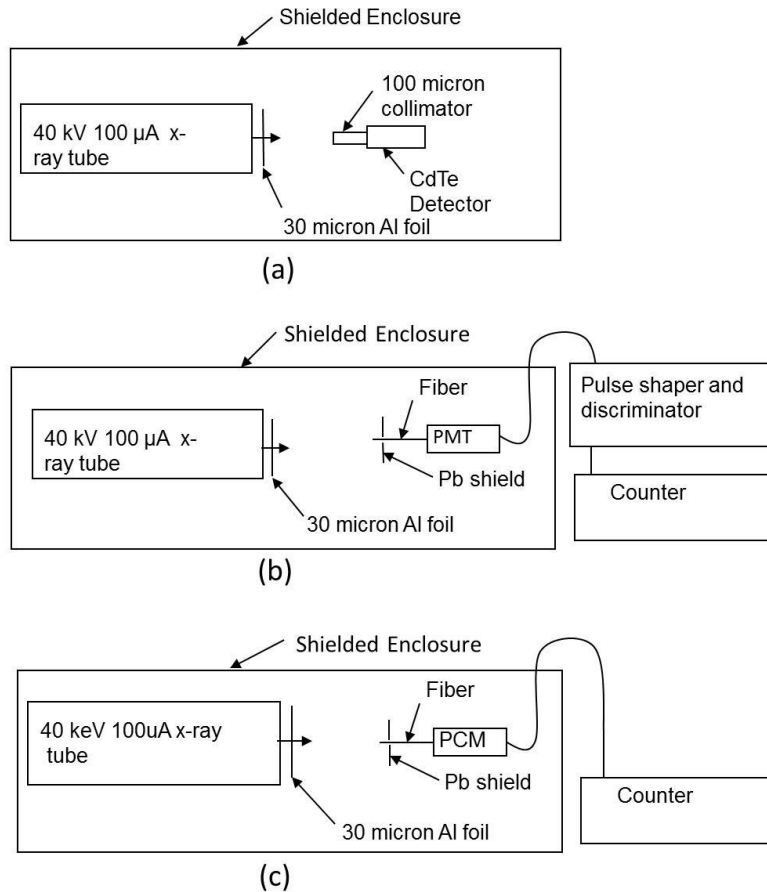 Shielded Enclosure
100 micron
collimator
40 kV 100 µA x-
ray tube
CdTe
Detector
30 micron Al foil
(a)
Shielded Enclosure
Fiber
Pulse shaper and
discriminator
40 kV 100 µA x-
ray tube
PMT
Pb shield
Counter
30 micron Al foil
(b)
Shielded Enclosure
Fiber
40 keV 100uA x-ray
tube
PCM
Pb shield
Counter
30 micron Al foil
(c)